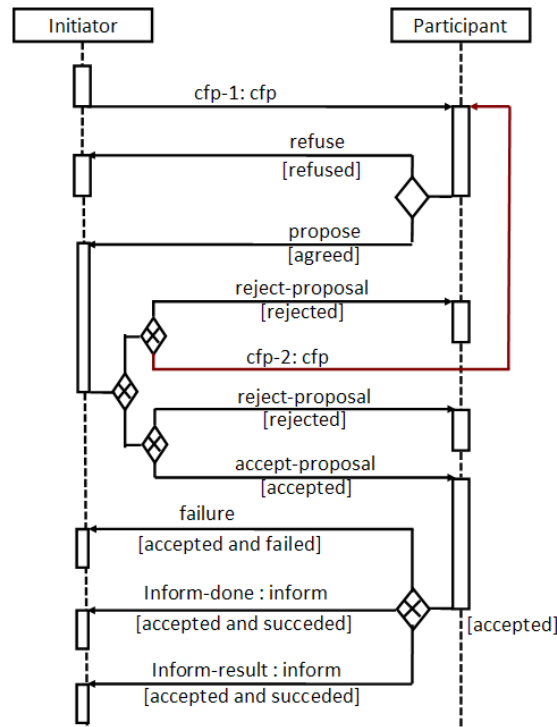 Initiator
Participant
cfp-1: cfp
refuse
[refused]
propose
[agreed]
reject-proposal
[rejected]
cfp-2: cfp
reject-proposal
[rejected]
accept-proposal
[accepted]
failure
[accepted and failed]
Inform-done : inform
[accepted and succeded]
[accepted]
Inform-result : inform
[accepted and succeded]